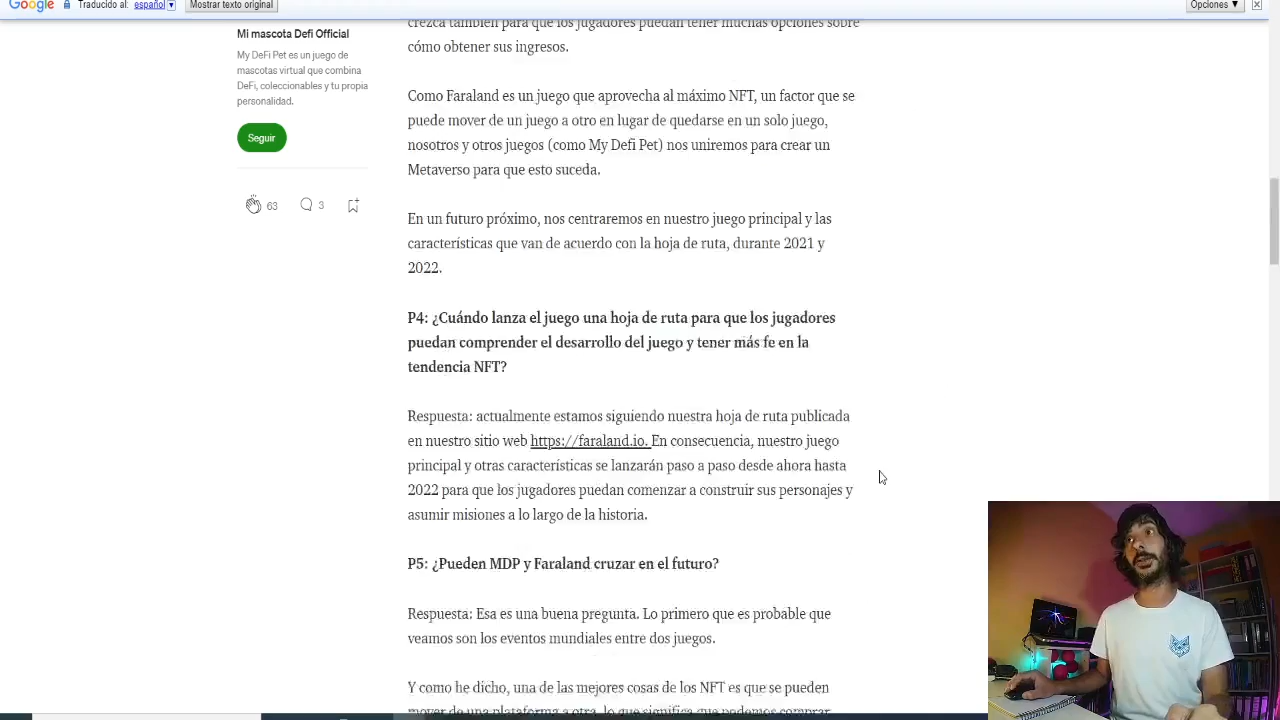 Google Traducido al: español Mostrar texto original Opciones ▼
Mi mascota Defi Official
My DeFi Pet es un juego de
mascotas virtual que combina
DeFi, coleccionables y tu propia
personalidad.
Seguir
63 3
crezca también para que los jugadores puedan tener muchas opciones sobre
cómo obtener sus ingresos.
Como Faraland es un juego que aprovecha al máximo NFT, un factor que se
puede mover de un juego a otro en lugar de quedarse en un solo juego,
nosotros y otros juegos (como My Defi Pet) nos uniremos para crear un
Metaverso para que esto suceda.
En un futuro próximo, nos centraremos en nuestro juego principal y las
características que van de acuerdo con la hoja de ruta, durante 2021 y
2022.
P4: ¿Cuándo lanza el juego una hoja de ruta para que los jugadores
puedan comprender el desarrollo del juego y tener más fe en la
tendencia NFT?
Respuesta: actualmente estamos siguiendo nuestra hoja de ruta publicada
en nuestro sitio web https://faraland.io. En consecuencia, nuestro juego
principal y otras características se lanzarán paso a paso desde ahora hasta
2022 para que los jugadores puedan comenzar a construir sus personajes y
asumir misiones a lo largo de la historia.
P5: ¿Pueden MDP y Faraland cruzar en el futuro?
Respuesta: Esa es una buena pregunta. Lo primero que es probable que
veamos son los eventos mundiales entre dos juegos.
Y como he dicho, una de las mejores cosas de los NFT es que se pueden
mover de una plataforma a otra, lo que significa que podemos comprar